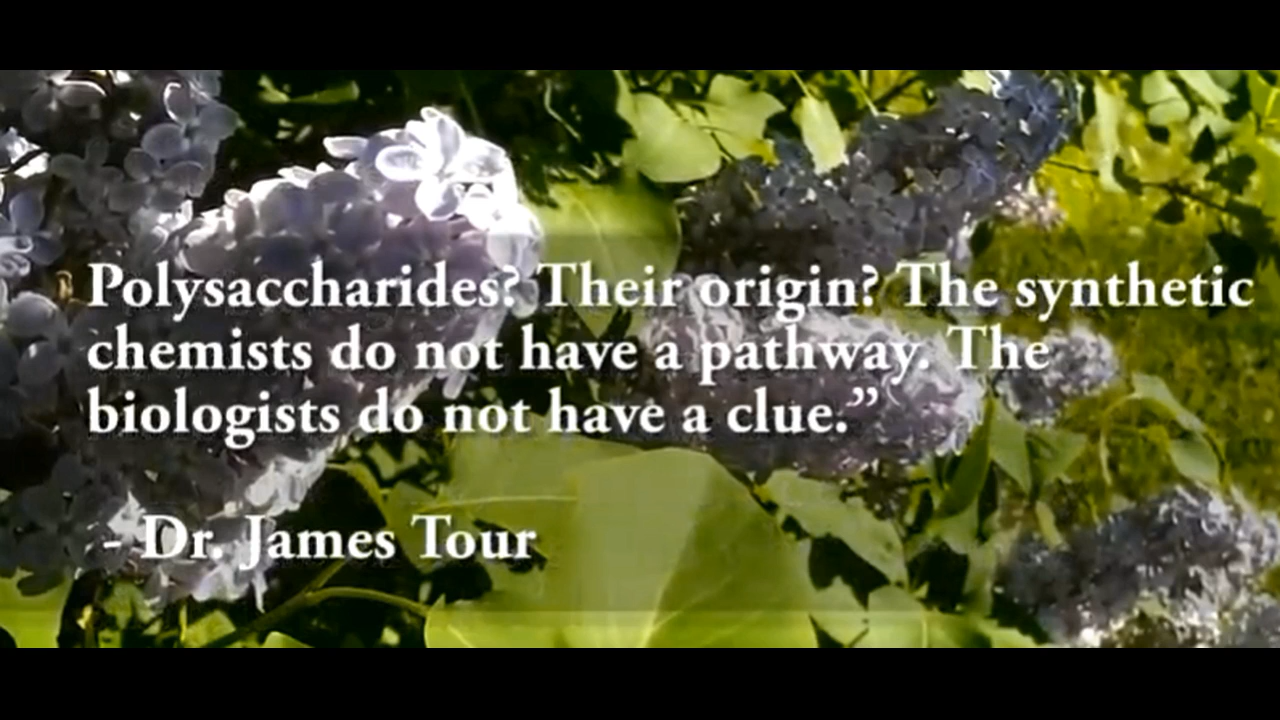 Polysaccharides? Their origin? The synthetic
chemists do not have a pathway. The
biologists do not have a clue.”
- Dr. James Tour